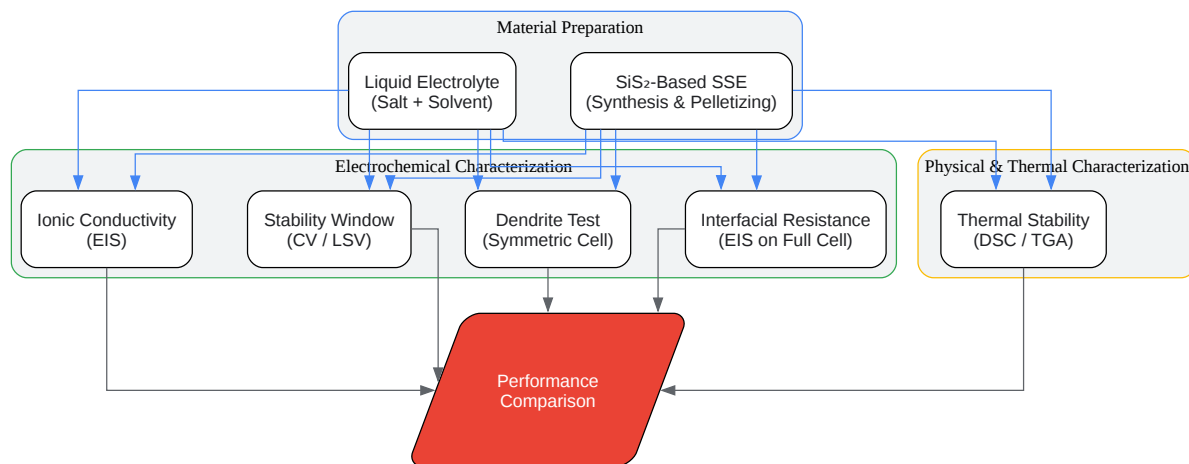 Material Preparation
Liquid Electrolyte
(Salt + Solvent)
SiS₂-Based SSE
(Synthesis & Pelletizing)
Electrochemical Characterization
Physical & Thermal Characterization
Ionic Conductivity
(EIS)
Stability Window
(CV / LSV)
Dendrite Test
(Symmetric Cell)
Interfacial Resistance
(EIS on Full Cell)
Thermal Stability
(DSC / TGA)
Performance
Comparison